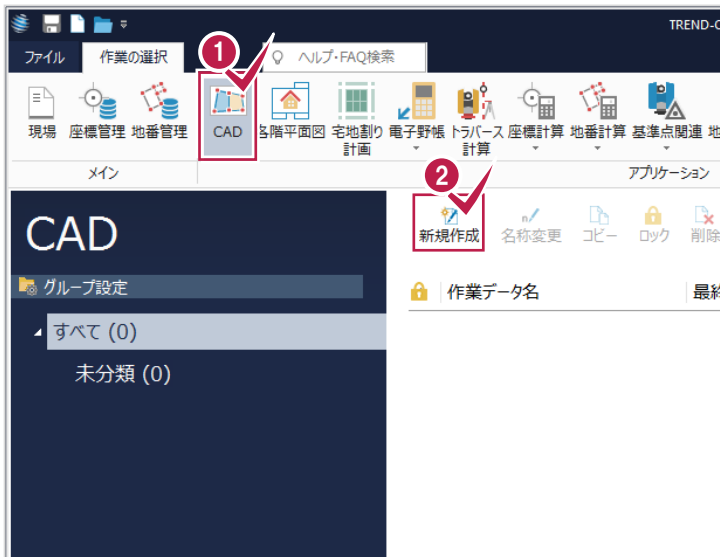 TREND-C
ファイル 作業の選択 ヘルプ・FAQ検索
1
現場 座標管理 地番管理 CAD 各階平面図 宅地割り計画 電子野帳 トラバース計算 座標計算 地番計算 基準点関連 地
メイン アプリケーション
2
CAD
新規作成 名称変更 コピー ロック 削除
グループ設定
作業データ名 最終
すべて (0)
未分類 (0)